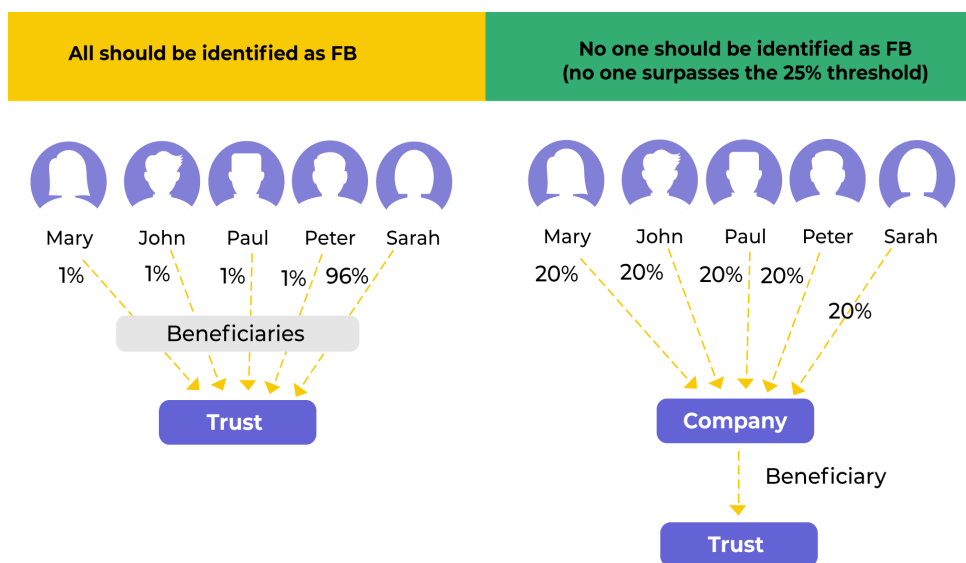 All should be identified as FB
No one should be identified as FB
(no one surpasses the 25% threshold)
Mary John Paul Peter Sarah
1% 1% 1% 1% 96%
Beneficiaries
Trust
Mary John Paul Peter Sarah
20% 20% 20% 20%
20%
Company
Beneficiary
Trust